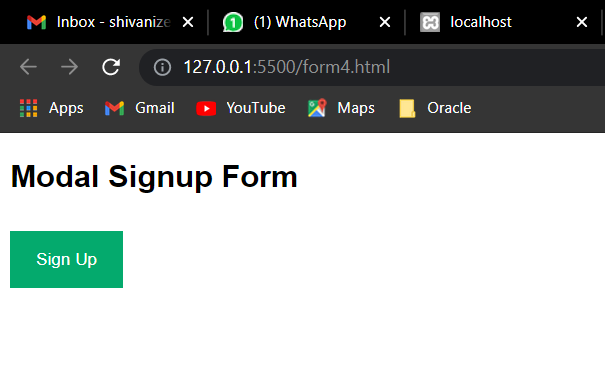 Inbox - shivanize
(1) WhatsApp
localhost
127.0.0.1:5500/form4.html
Apps
Gmail
YouTube
Maps
Oracle
Modal Signup Form
Sign Up